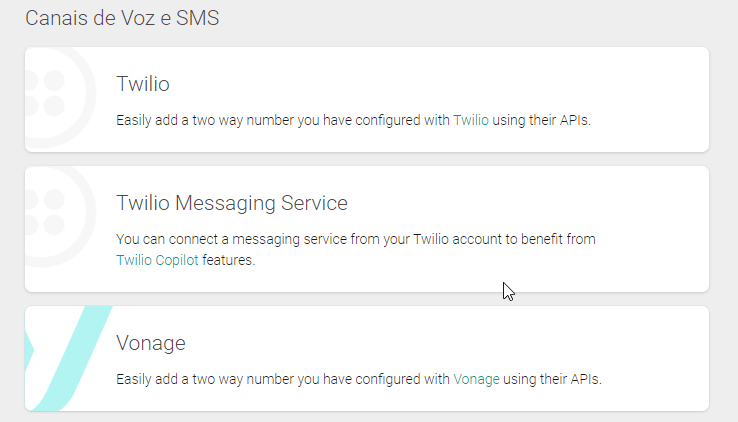 Canais de Voz e SMS
Twilio
Easily add a two way number you have configured with Twilio using their APIs.
Twilio Messaging Service
You can connect a messaging service from your Twilio account to benefit from
Twilio Copilot features.
Vonage
Easily add a two way number you have configured with Vonage using their APIs.